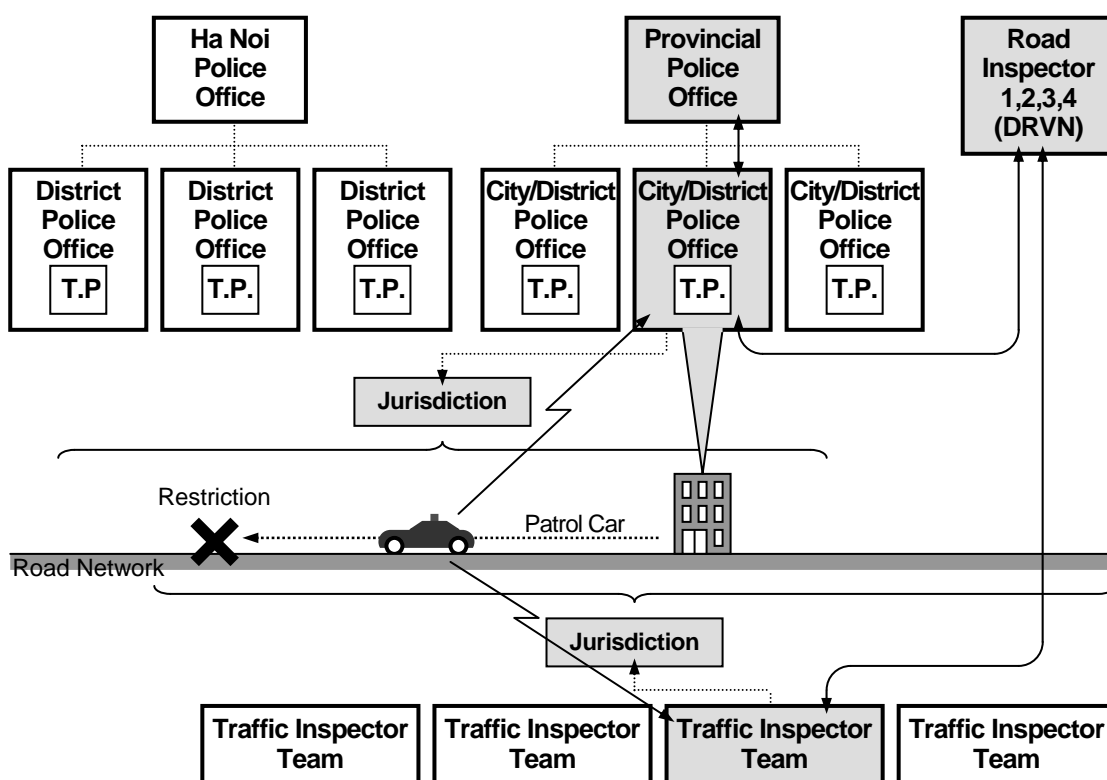 Ha Noi
Police
Office
Provincial
Police
Office
Road
Inspector
1,2,3,4
(DRVN)
District
Police
Office
T.P
District
Police
Office
T.P.
District
Police
Office
T.P.
City/District
Police
Office
T.P.
City/District
Police
Office
T.P.
City/District
Police
Office
T.P.
Jurisdiction
Restriction
Patrol Car
Road Network
Jurisdiction
Traffic Inspector
Team
Traffic Inspector
Team
Traffic Inspector
Team
Traffic Inspector
Team